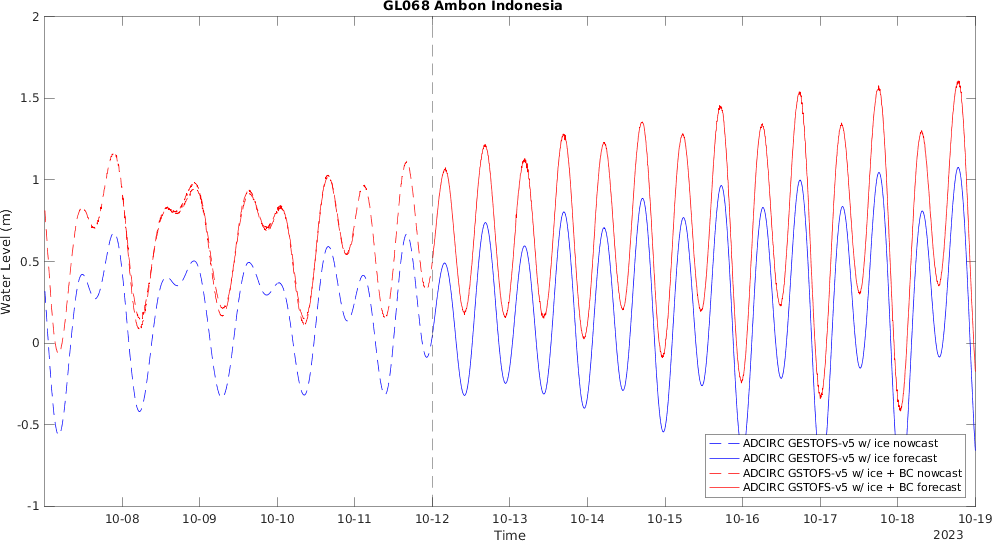 GL068 Ambon Indonesia
2
1.5
1
0.5
0
-0.5
-1
Water Level (m)
ADCIRC GESTOFS-v5 w/ ice nowcast
ADCIRC GESTOFS-v5 w/ ice forecast
ADCIRC GSTOFS-v5 w/ ice + BC nowcast
ADCIRC GSTOFS-v5 w/ ice + BC forecast
10-08 10-09 10-10 10-11 10-12 10-13 10-14 10-15 10-16 10-17 10-18 10-19
Time
2023